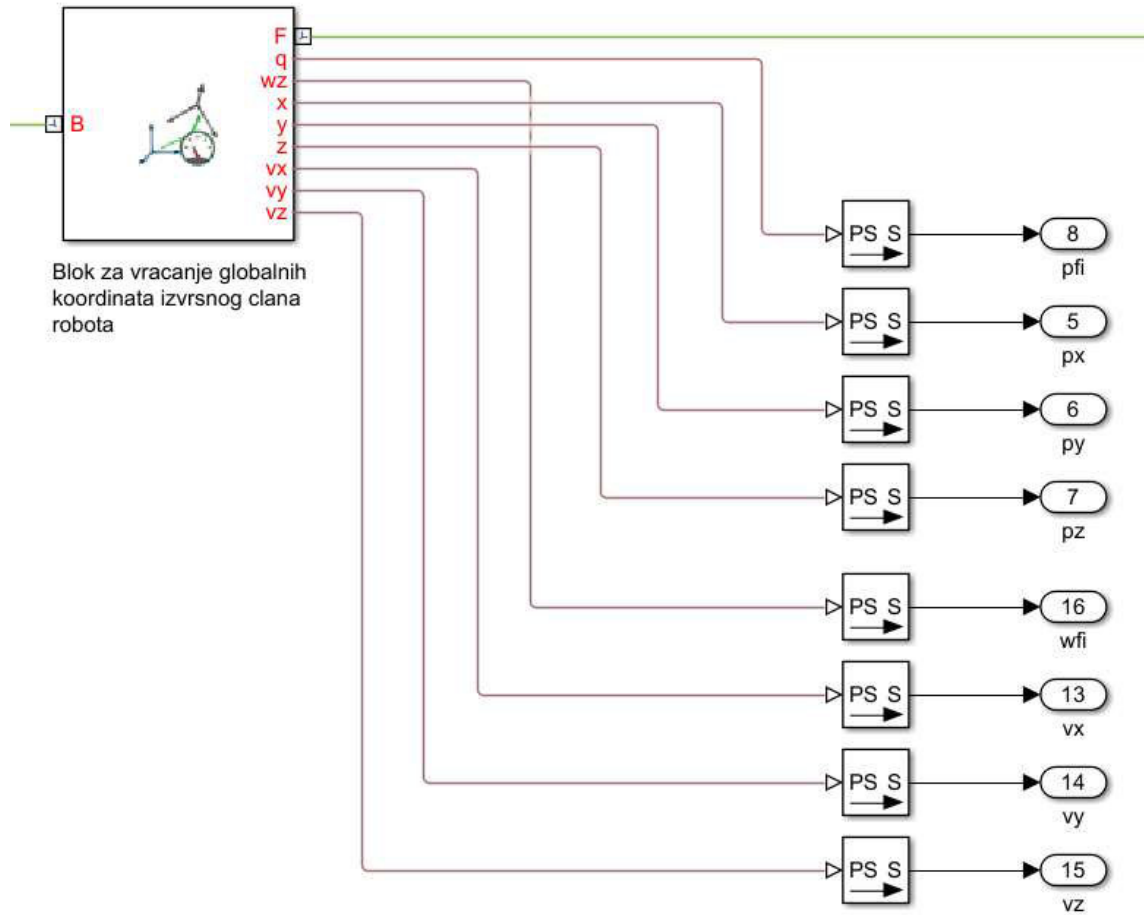 F
q
wz
x
B
y
z
vx
vy
vz
Blok za vracanje globalnih
koordinata izvrsnog clana
robota
PS S
8
pfi
PS S
5
px
PS S
6
py
PS S
7
pz
PS S
16
wfi
PS S
13
vx
PS S
14
vy
PS S
15
vz